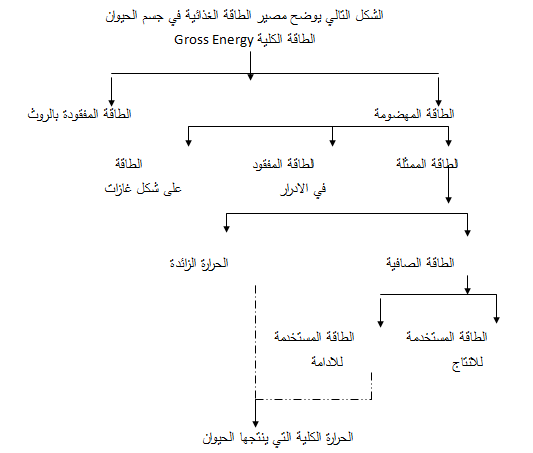 الشكل التالي يوضح مصير الطاقة الغذائية في جسم الحيوان
الطاقة الكلية Gross Energy
الطاقة المهضومة
الطاقة المفقودة بالروث
الطاقة الممثلة
الطاقة المفقود
في الادرار
الطاقة
على شكل غازات
الطاقة الصافية
الحرارة الزائدة
الطاقة المستخدمة
للانتاج
الطاقة المستخدمة
للادامة
الحرارة الكلية التي ينتجها الحيوان